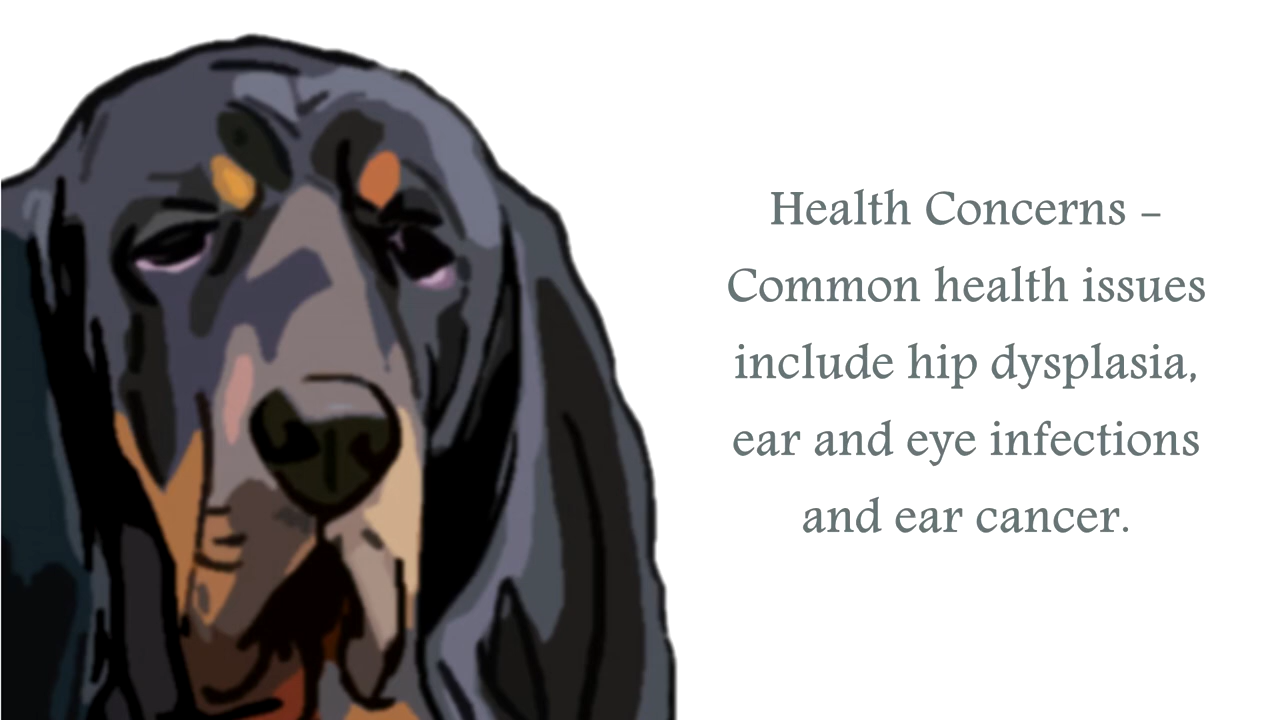 Health Concerns –
Common health issues
include hip dysplasia,
ear and eye infections
and ear cancer.